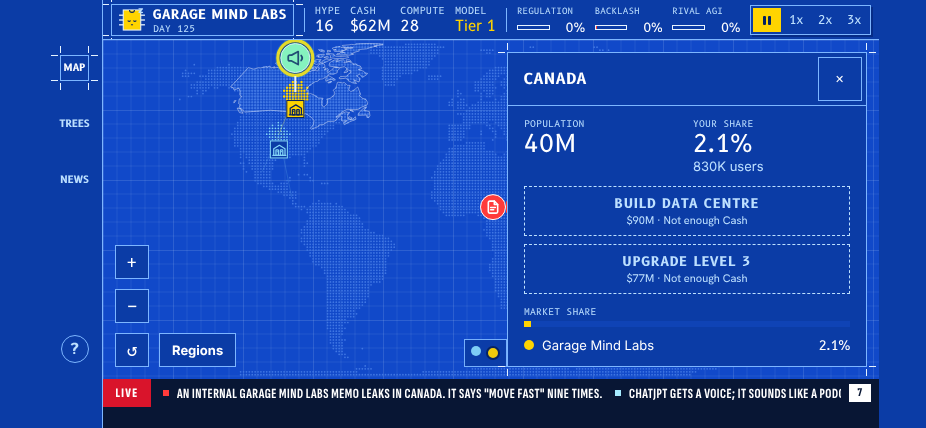 GARAGE MIND LABS
DAY 125
HYPE
16
CASH
$62M
COMPUTE
28
MODEL
Tier 1
REGULATION
0%
BACKLASH
0%
RIVAL AGI
0%
1x 2x 3x
MAP
TREES
NEWS
CANADA
×
POPULATION
40M
YOUR SHARE
2.1%
830K users
BUILD DATA CENTRE
$90M · Not enough Cash
UPGRADE LEVEL 3
$77M · Not enough Cash
MARKET SHARE
Garage Mind Labs 2.1%
+
−
↺
Regions
?
LIVE
AN INTERNAL GARAGE MIND LABS MEMO LEAKS IN CANADA. IT SAYS "MOVE FAST" NINE TIMES.
CHATJPT GETS A VOICE; IT SOUNDS LIKE A
7